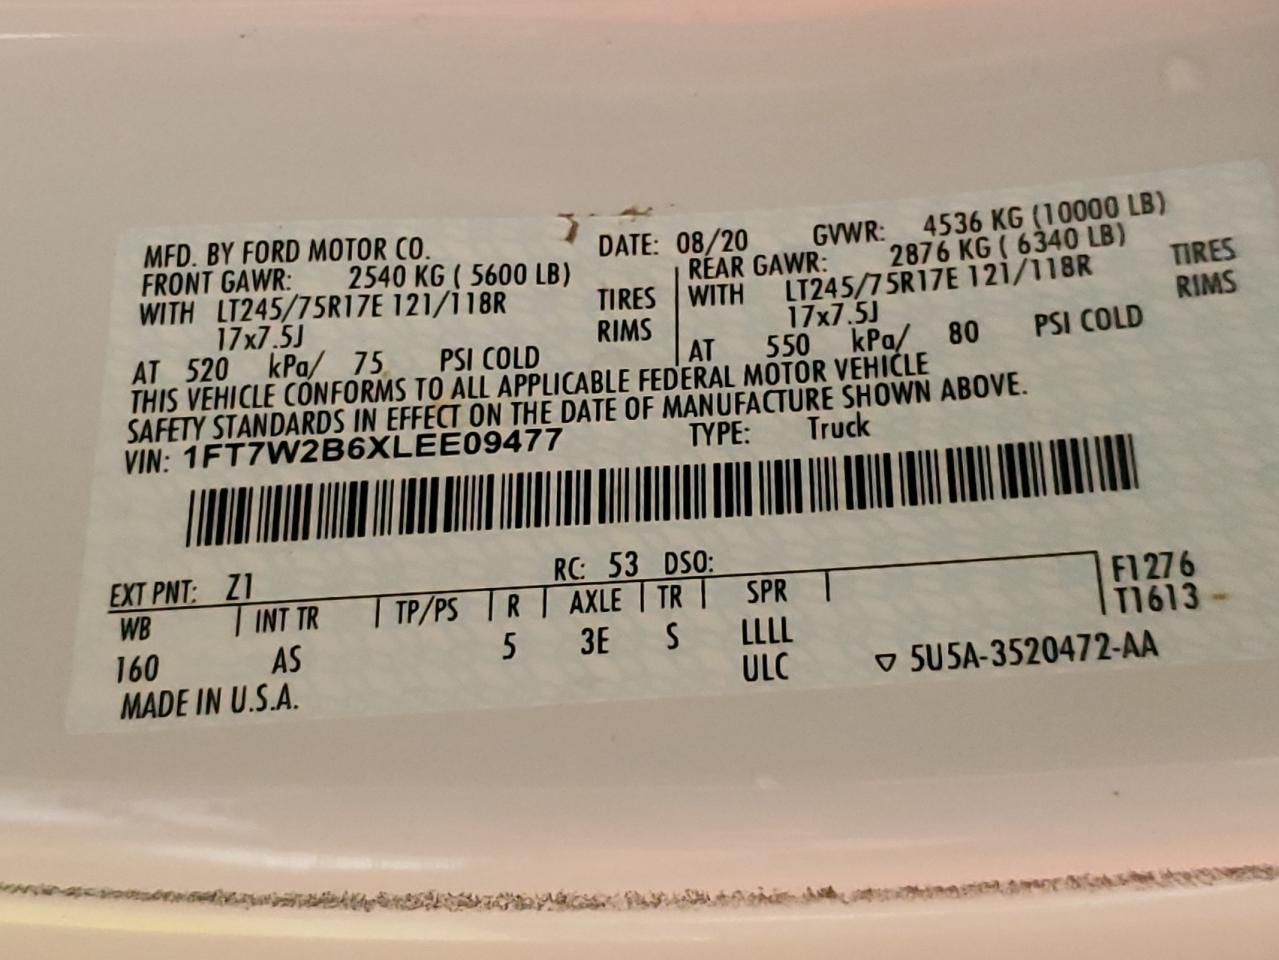 MFD. BY FORD MOTOR CO. DATE: 08/20 GVWR: 4536 KG (10000 LB)
FRONT GAWR: 2540 KG ( 5600 LB) REAR GAWR: 2876 KG ( 6340 LB)
WITH LT245/75R17E 121/118R TIRES WITH LT245/75R17E 121/118R TIRES
17x7.5J RIMS 17x7.5J RIMS
AT 520 kPa/ 75 PSI COLD AT 550 kPa/ 80 PSI COLD
THIS VEHICLE CONFORMS TO ALL APPLICABLE FEDERAL MOTOR VEHICLE
SAFETY STANDARDS IN EFFECT ON THE DATE OF MANUFACTURE SHOWN ABOVE.
VIN: 1FT7W2B6XLEE09477 TYPE: Truck
EXT PNT: Z1 RC: 53 DSO: F1276
WB INT TR TP/PS R AXLE TR SPR T1613
160 AS 5 3E S LLLL
ULC ▽ 5U5A-3520472-AA
MADE IN U.S.A.